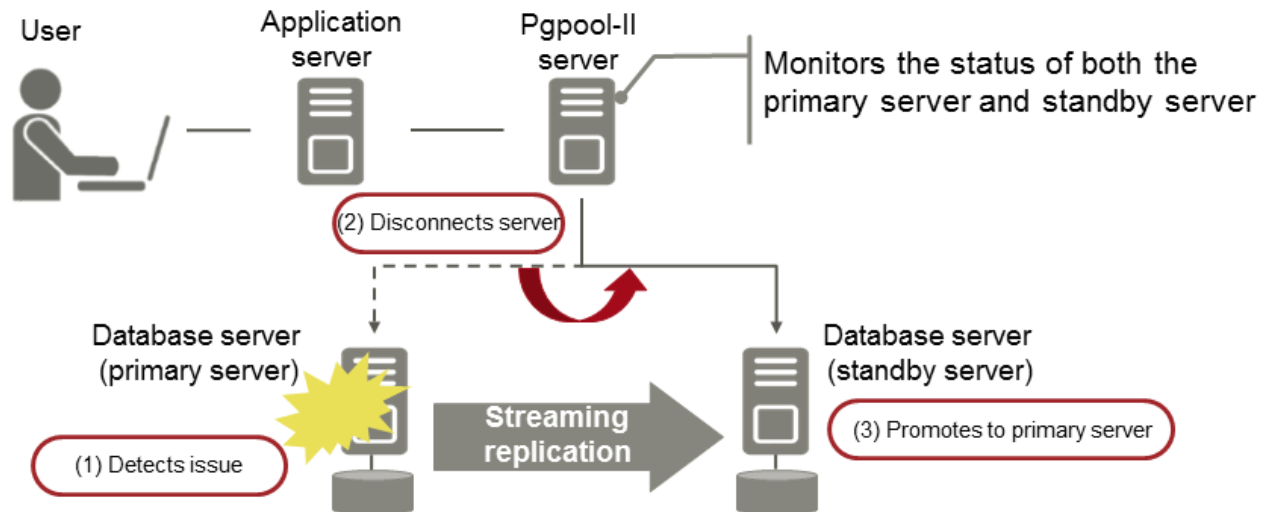 User
Application
server
Pgpool-II
server
Monitors the status of both the
primary server and standby server
(2) Disconnects server
Database server
(primary server)
Database server
(standby server)
Streaming
replication
(1) Detects issue
(3) Promotes to primary server